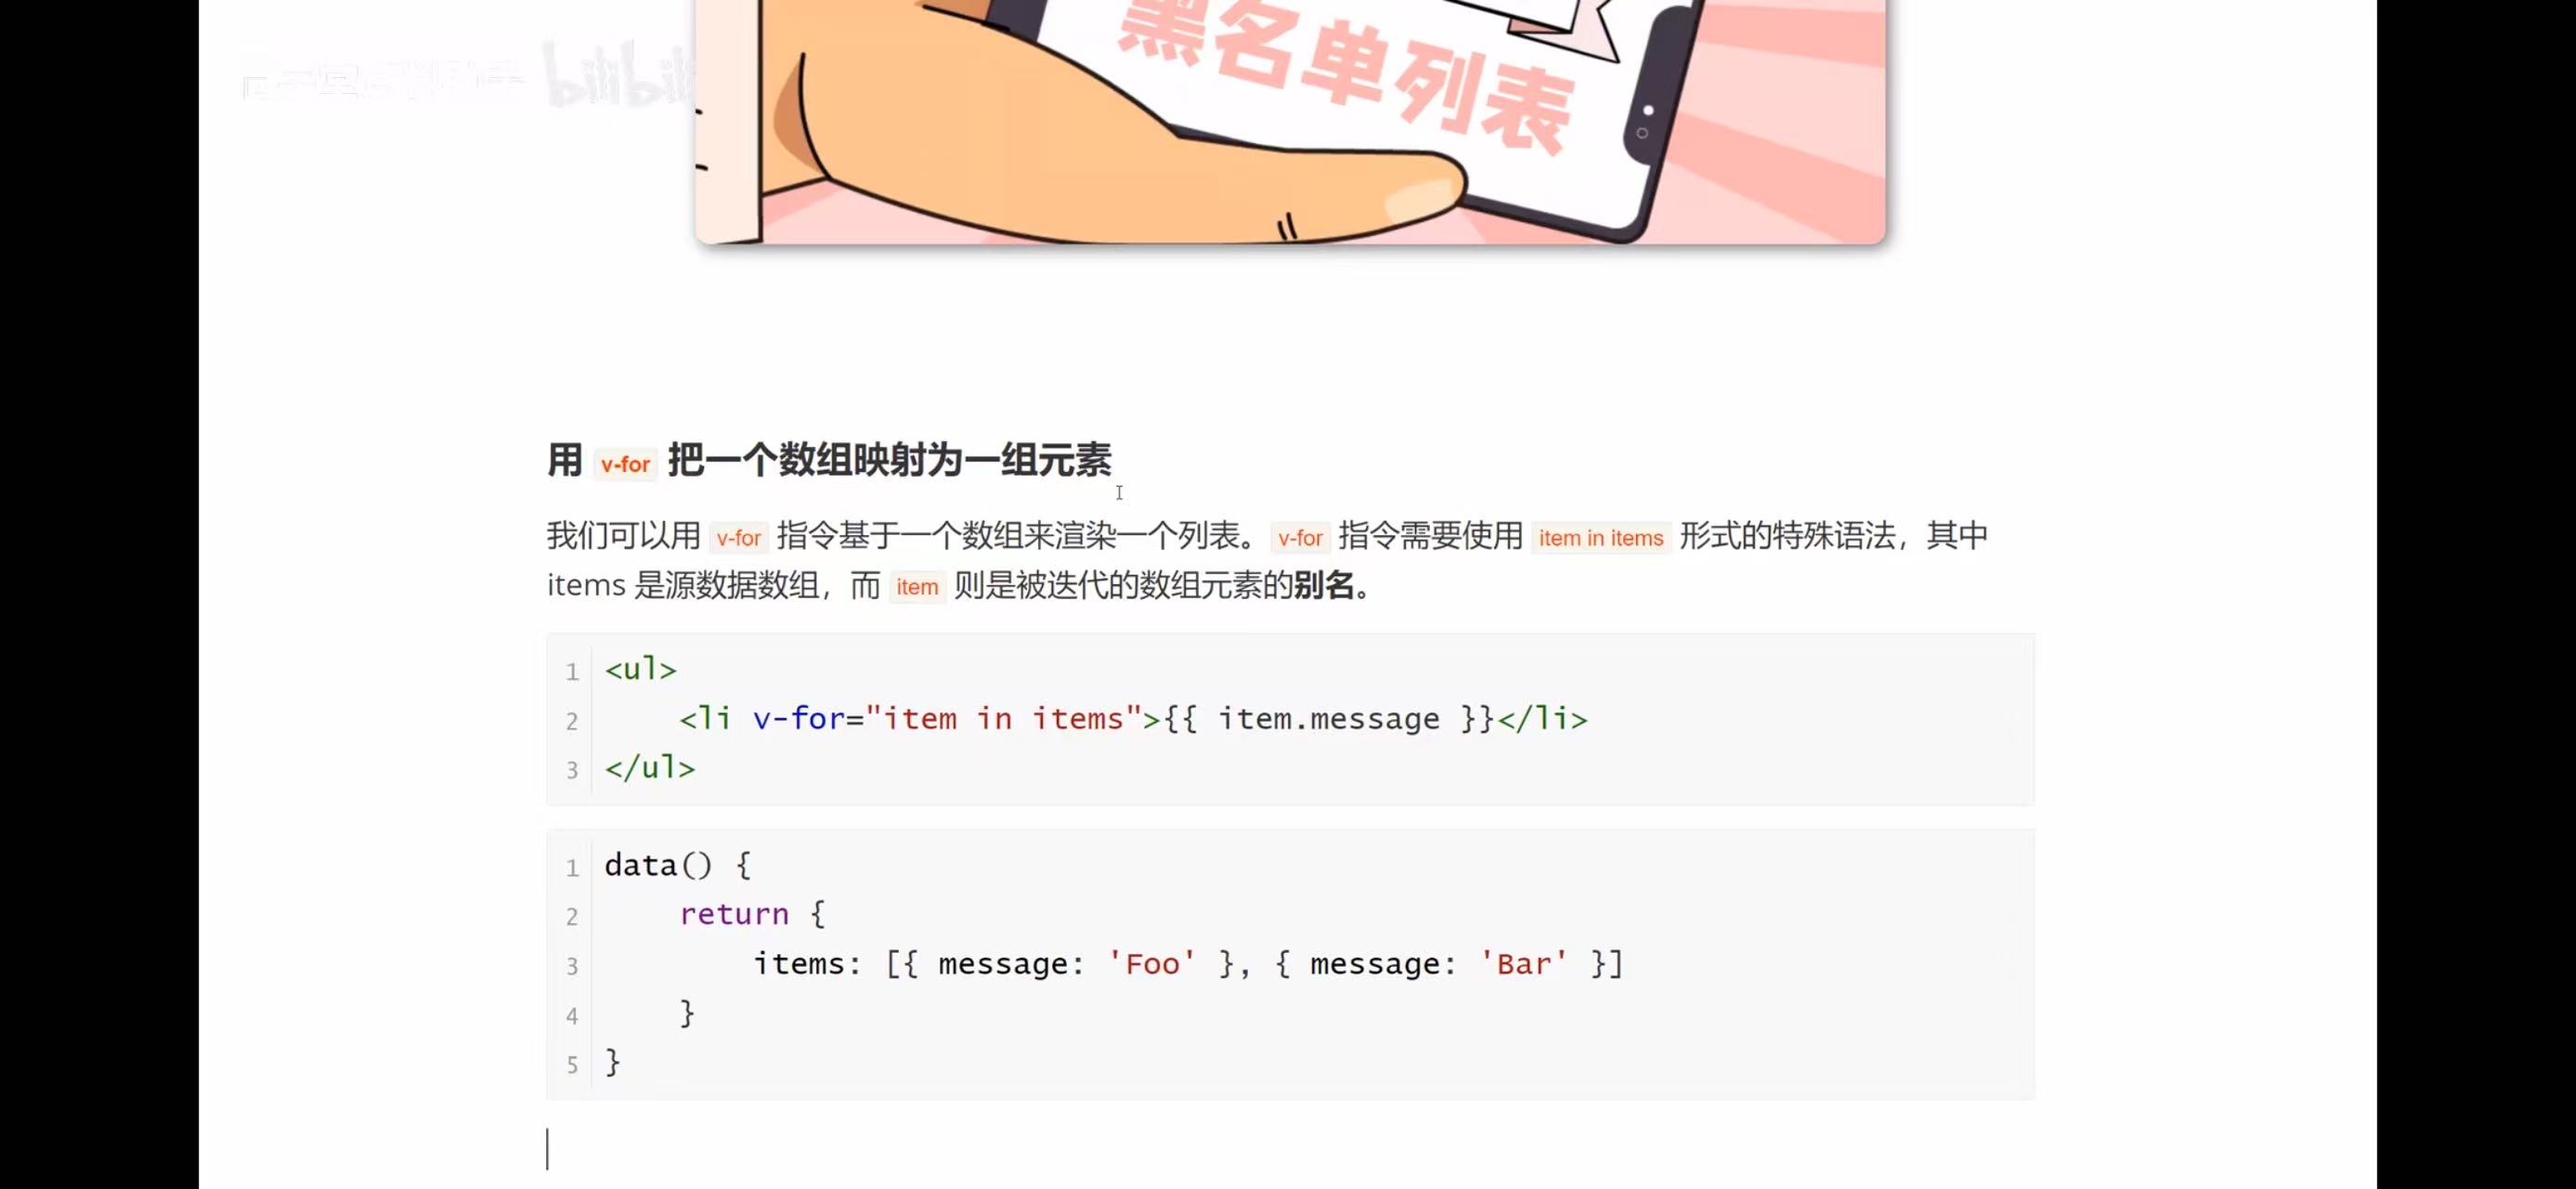 黑名单列表
bilibili
用 v-for 把一个数组映射为一组元素
我们可以用 v-for 指令基于一个数组来渲染一个列表。v-for 指令需要使用 item in items 形式的特殊语法，其中
items 是源数据数组，而 item 则是被迭代的数组元素的别名。
1 <ul>
2     <li v-for="item in items">{{ item.message }}</li>
3 </ul>
1 data() {
2     return {
3         items: [{ message: 'Foo' }, { message: 'Bar' }]
4     }
5 }